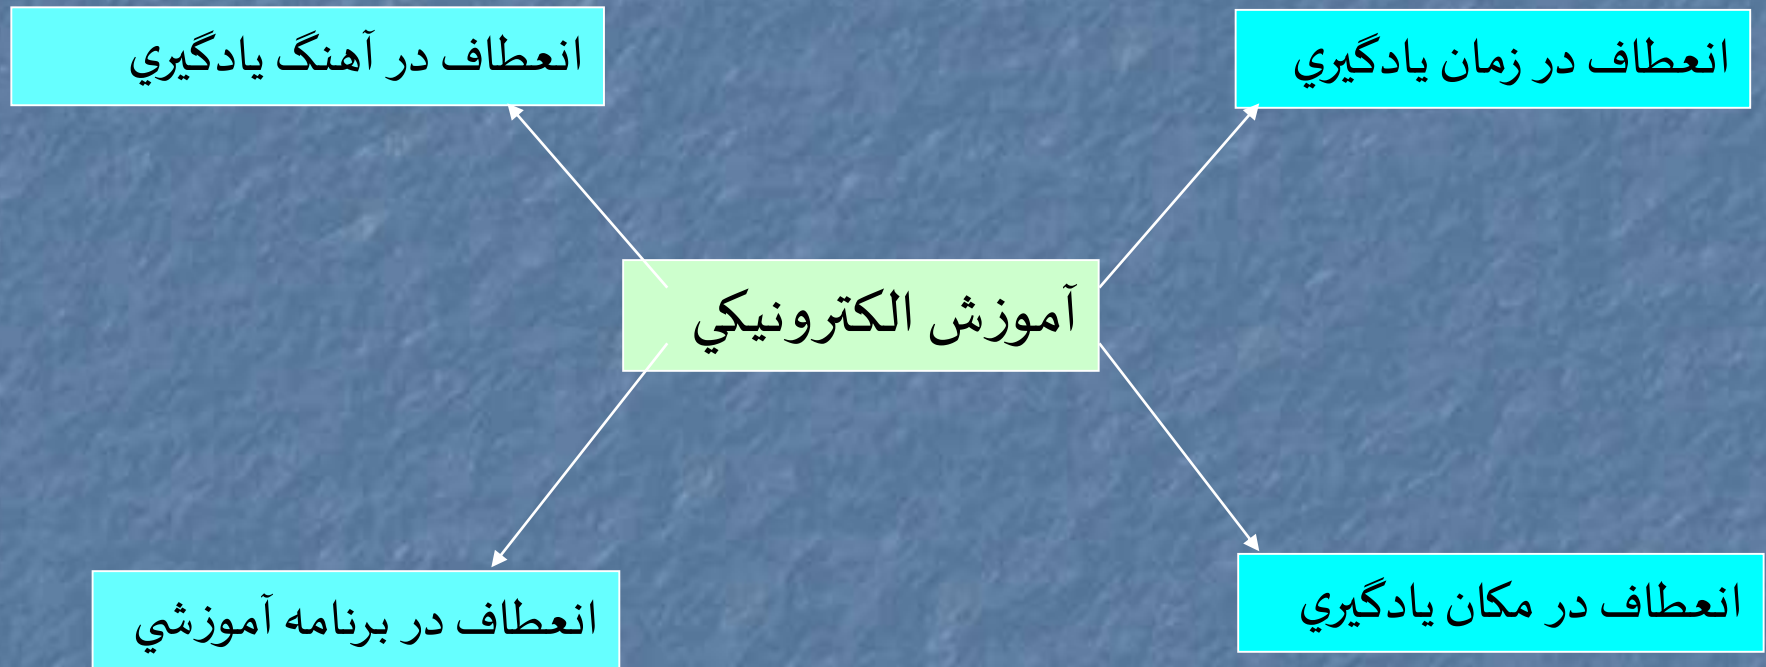 انعطاف در زمان يادگيري
انعطاف در آهنگ يادگيري
آموزش الكترونيكي
انعطاف در مكان يادگيري
انعطاف در برنامه آموزشي